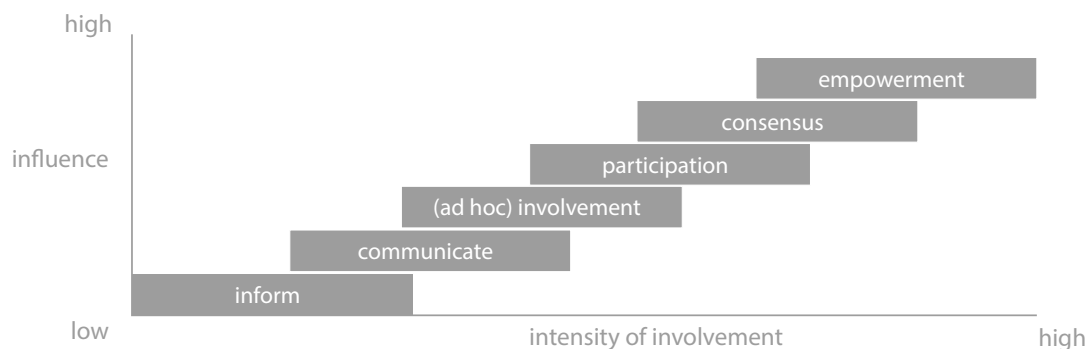 high
empowerment
consensus
influence
participation
(ad hoc) involvement
communicate
inform
low
intensity of involvement
high